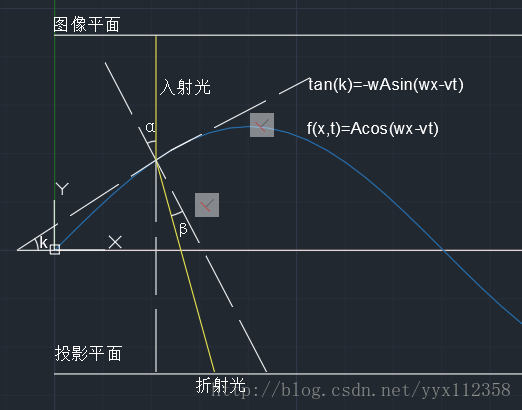 图像平面
入射光
tan(k)=-wAsin(wx-vt)
α
f(x,t)=Acos(wx-vt)
Y
β
k
X
投影平面
折射光
http://blog.csdn.net/yyx112358